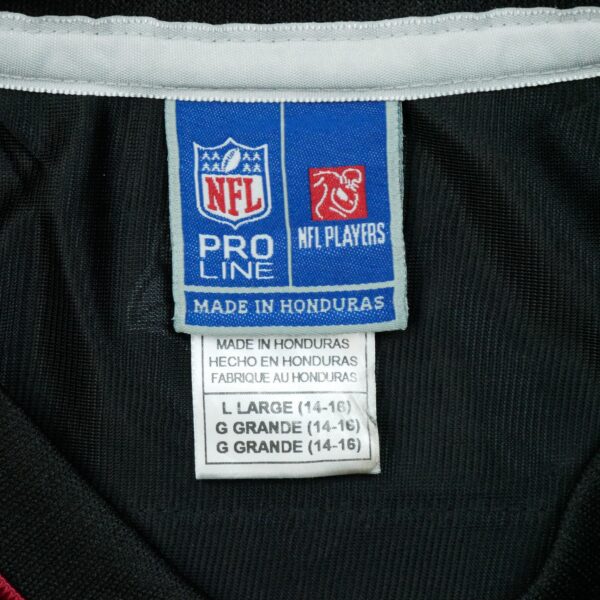 NFL
PRO
LINE
NFL PLAYERS
MADE IN HONDURAS
MADE IN HONDURAS
HECHO EN HONDURAS
FABRIQUE AU HONDURAS
L LARGE (14-16)
G GRANDE (14-16)
G GRANDE (14-16)